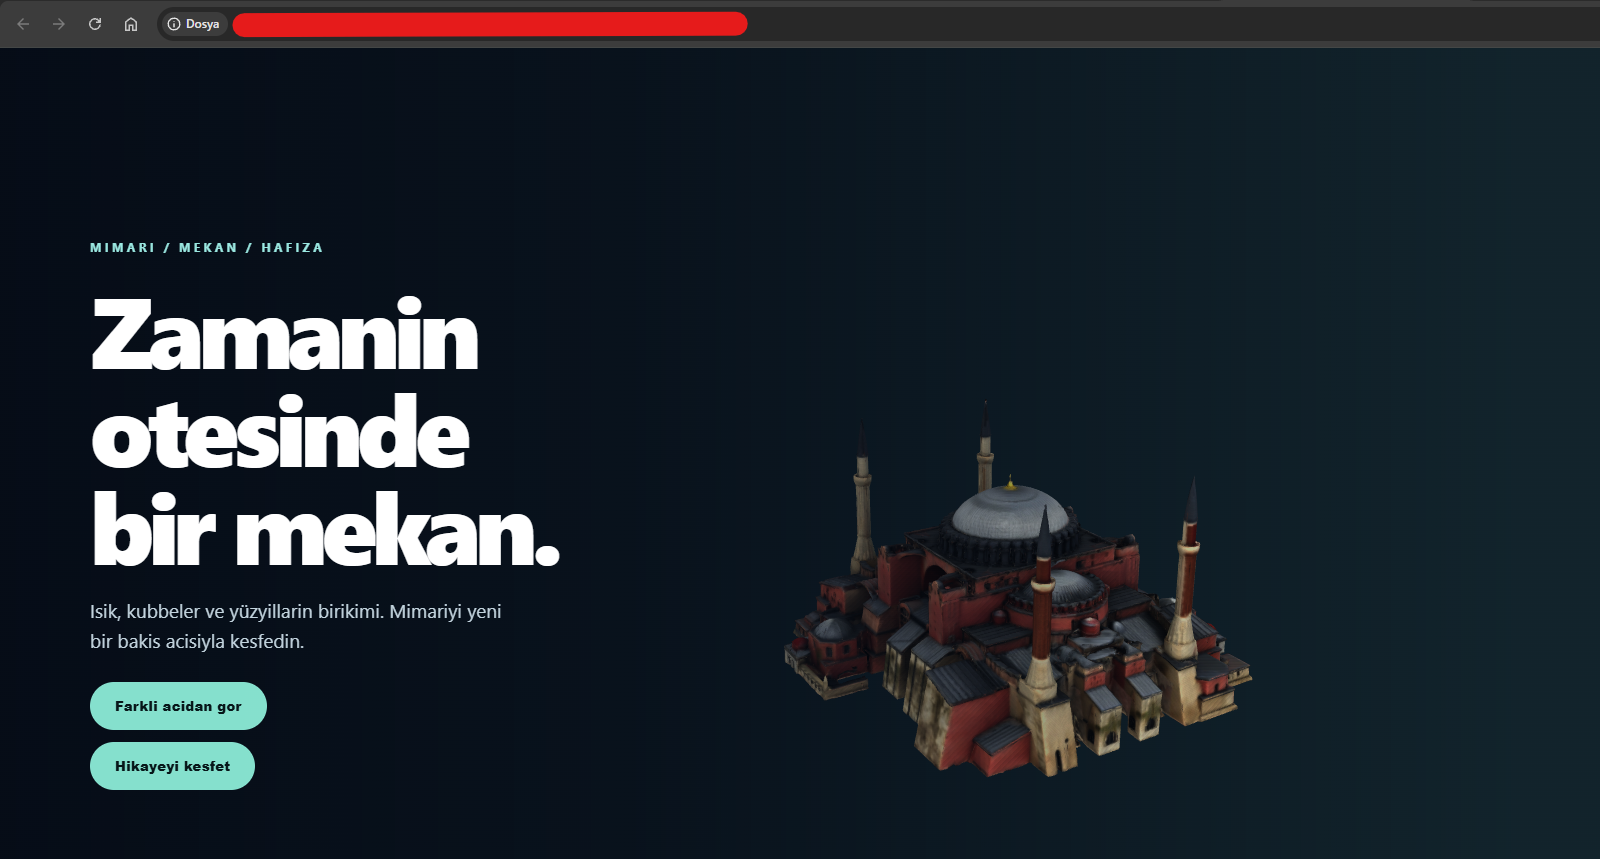 Dosya
MIMARI / MEKAN / HAFIZA
Zamanin
otesinde
bir mekan.
Isik, kubbeler ve yüzyillarin birikimi. Mimariyi yeni
bir bakis acisiyla kesfedin.
Farkli acidan gor
Hikayeyi kesfet